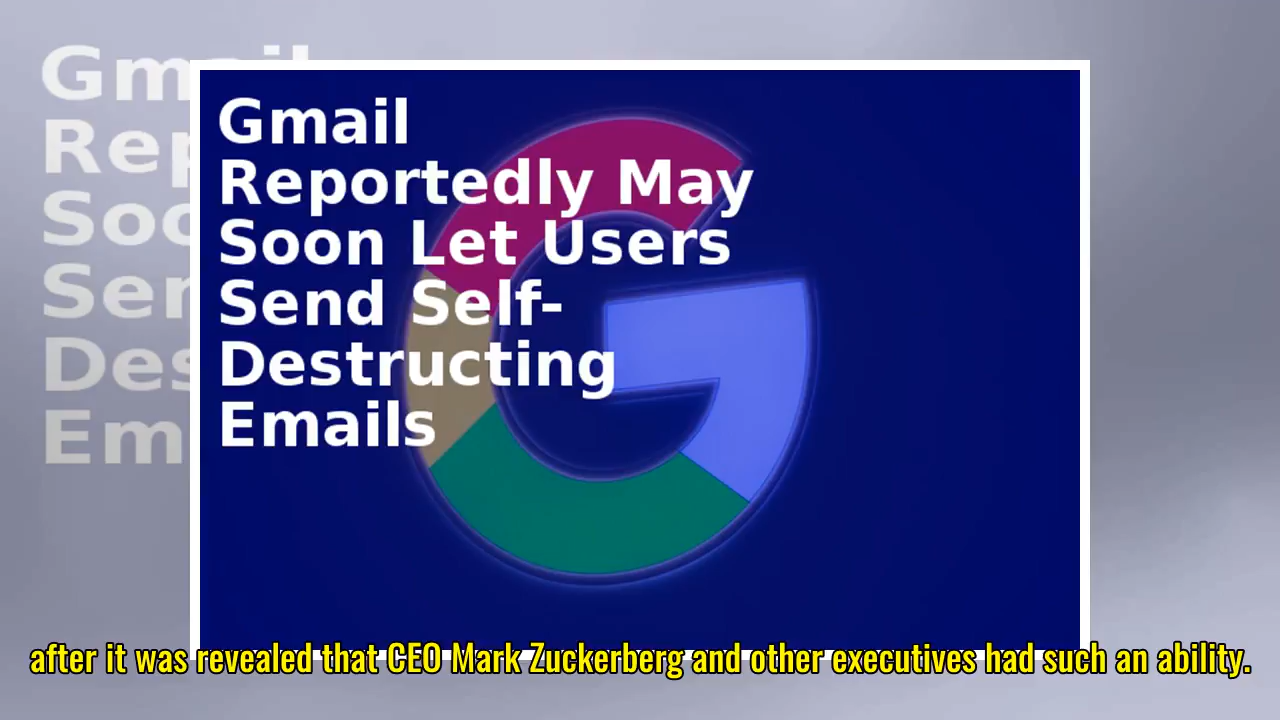 Gmail
Reportedly May
Soon Let Users
Send Self-
Destructing
Emails
after it was revealed that CEO Mark Zuckerberg and other executives had such an ability.